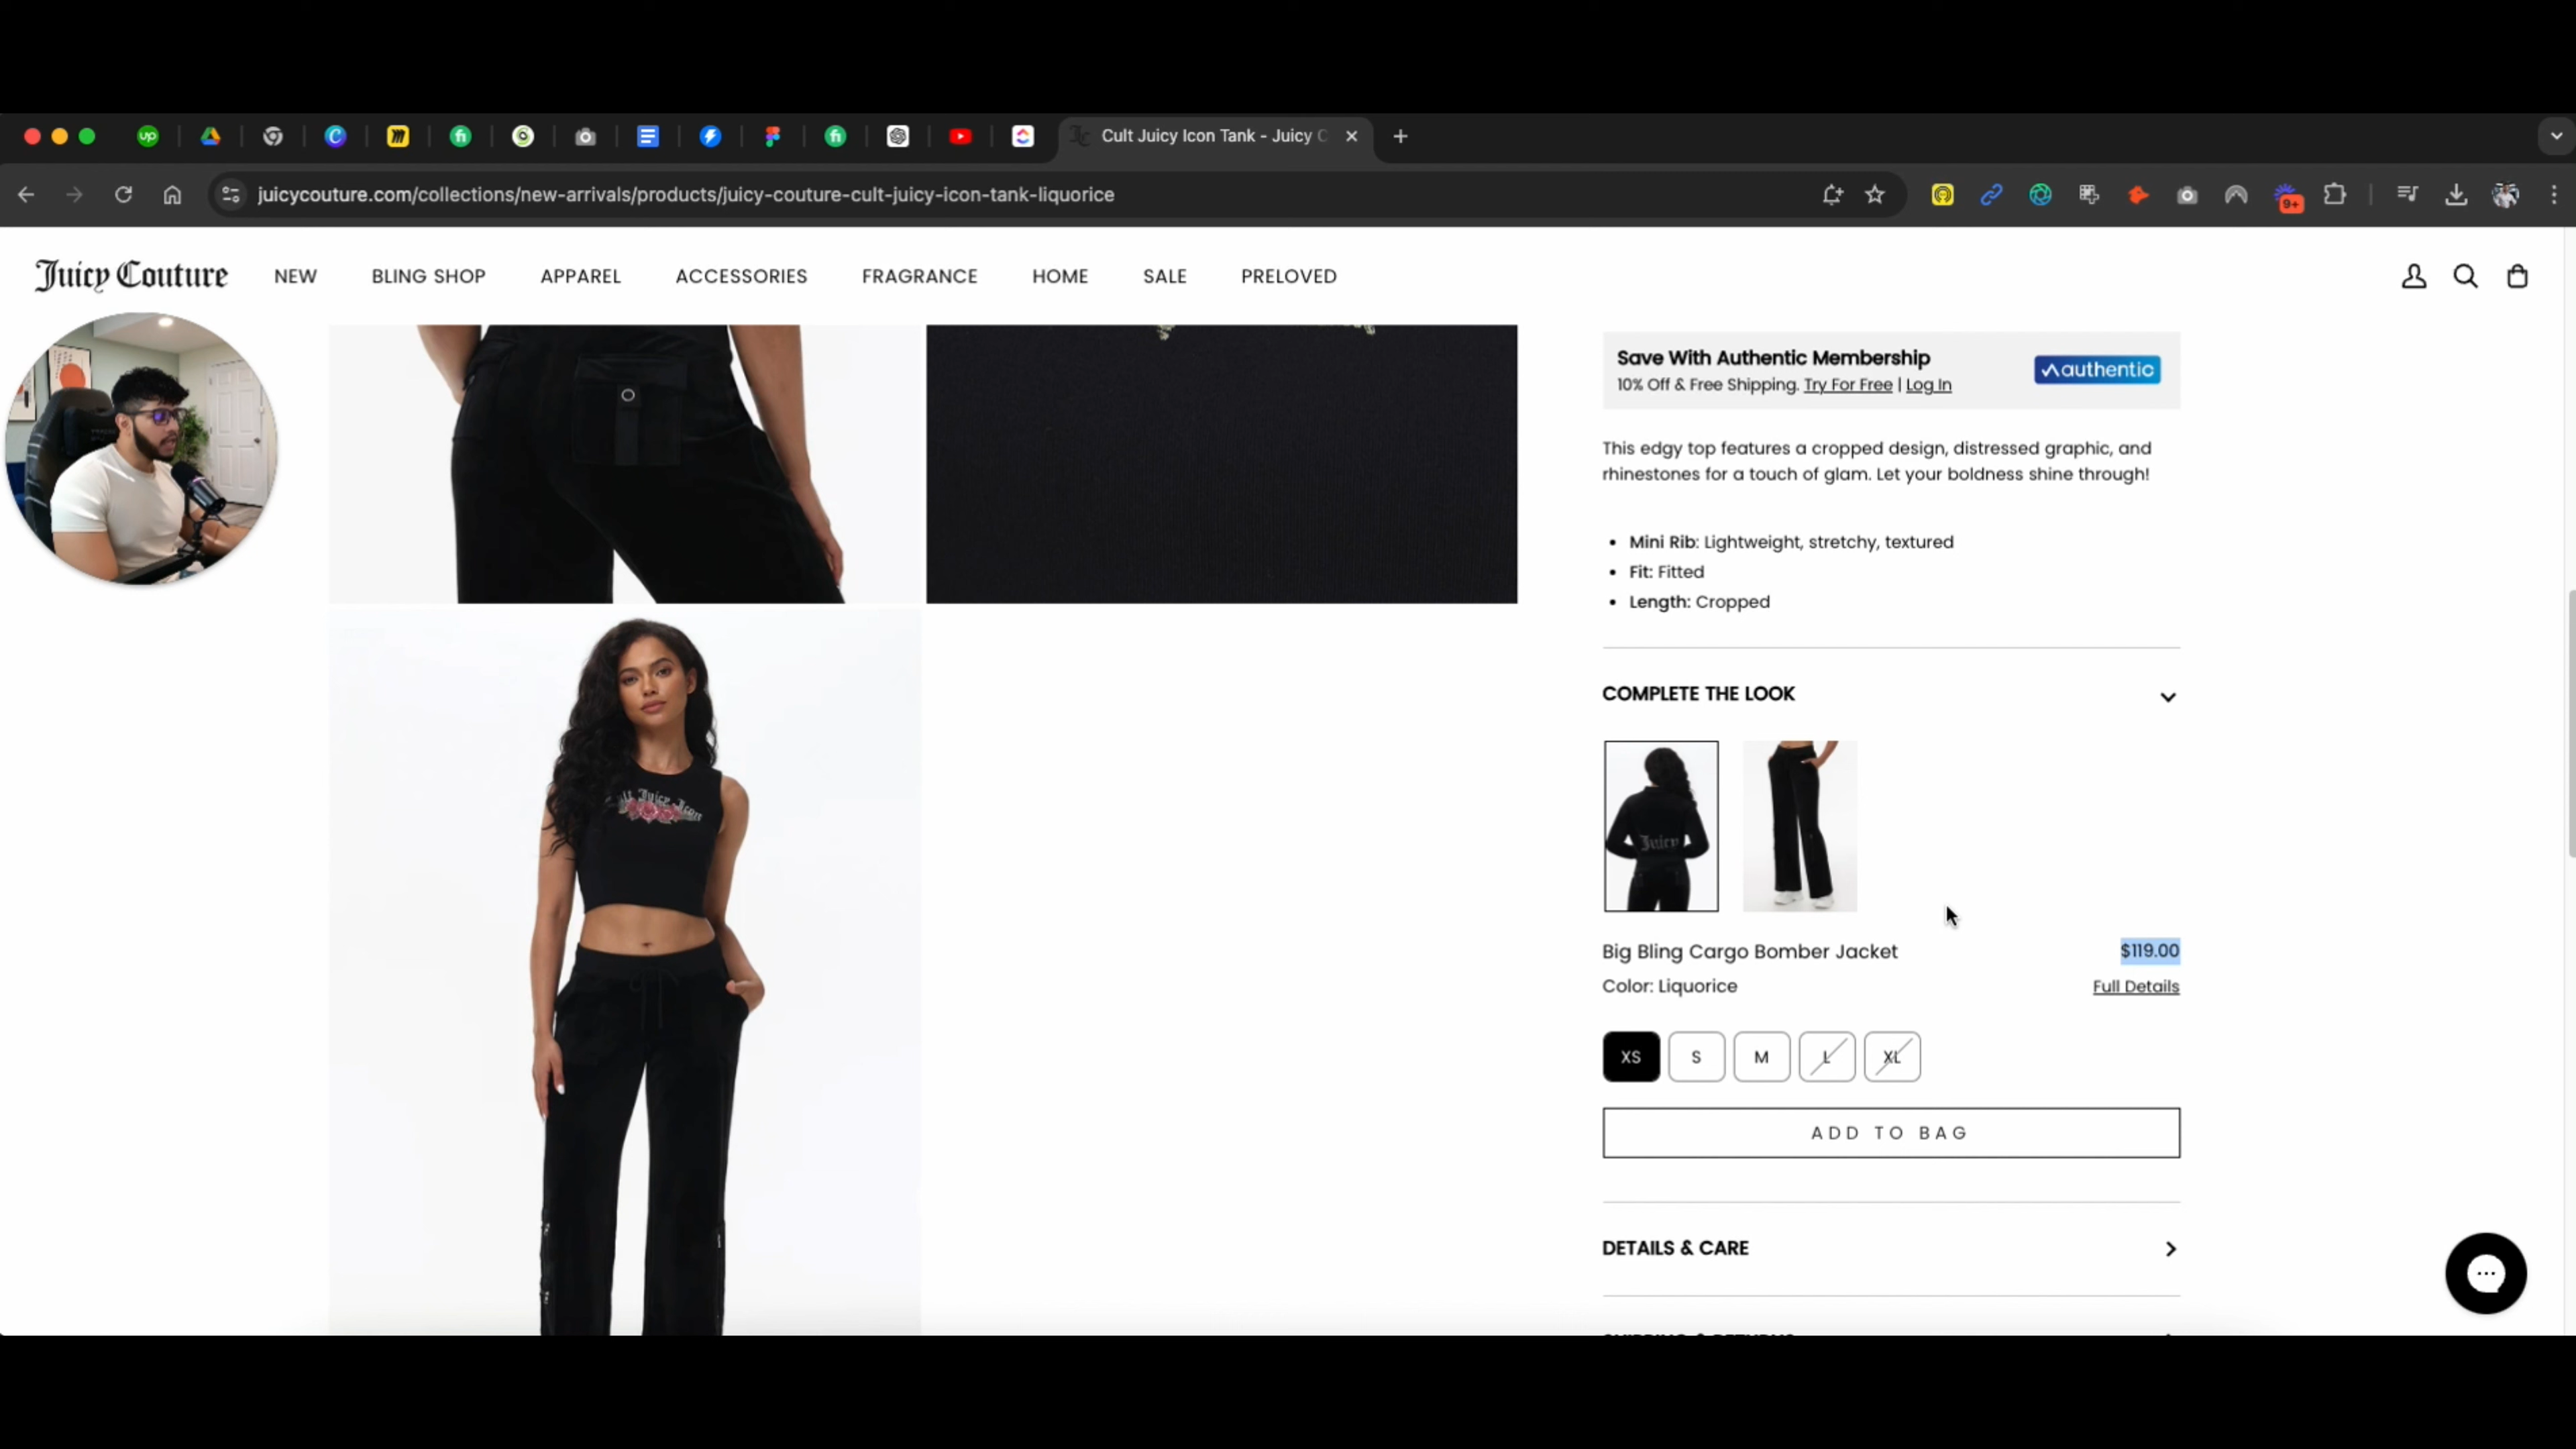 Cult Juicy Icon Tank - Juicy C
juicycouture.com/collections/new-arrivals/products/juicy-couture-cult-juicy-icon-tank-liquorice
9+
Juicy Couture
NEW BLING SHOP APPAREL ACCESSORIES FRAGRANCE HOME SALE PRELOVED
Save With Authentic Membership
10% Off & Free Shipping. Try For Free | Log In
authentic
This edgy top features a cropped design, distressed graphic, and
rhinestones for a touch of glam. Let your boldness shine through!
• Mini Rib: Lightweight, stretchy, textured
• Fit: Fitted
• Length: Cropped
COMPLETE THE LOOK
Juicy
Juicy Icon
Big Bling Cargo Bomber Jacket
$119.00
Color: Liquorice
Full Details
XS S M L XL
ADD TO BAG
DETAILS & CARE